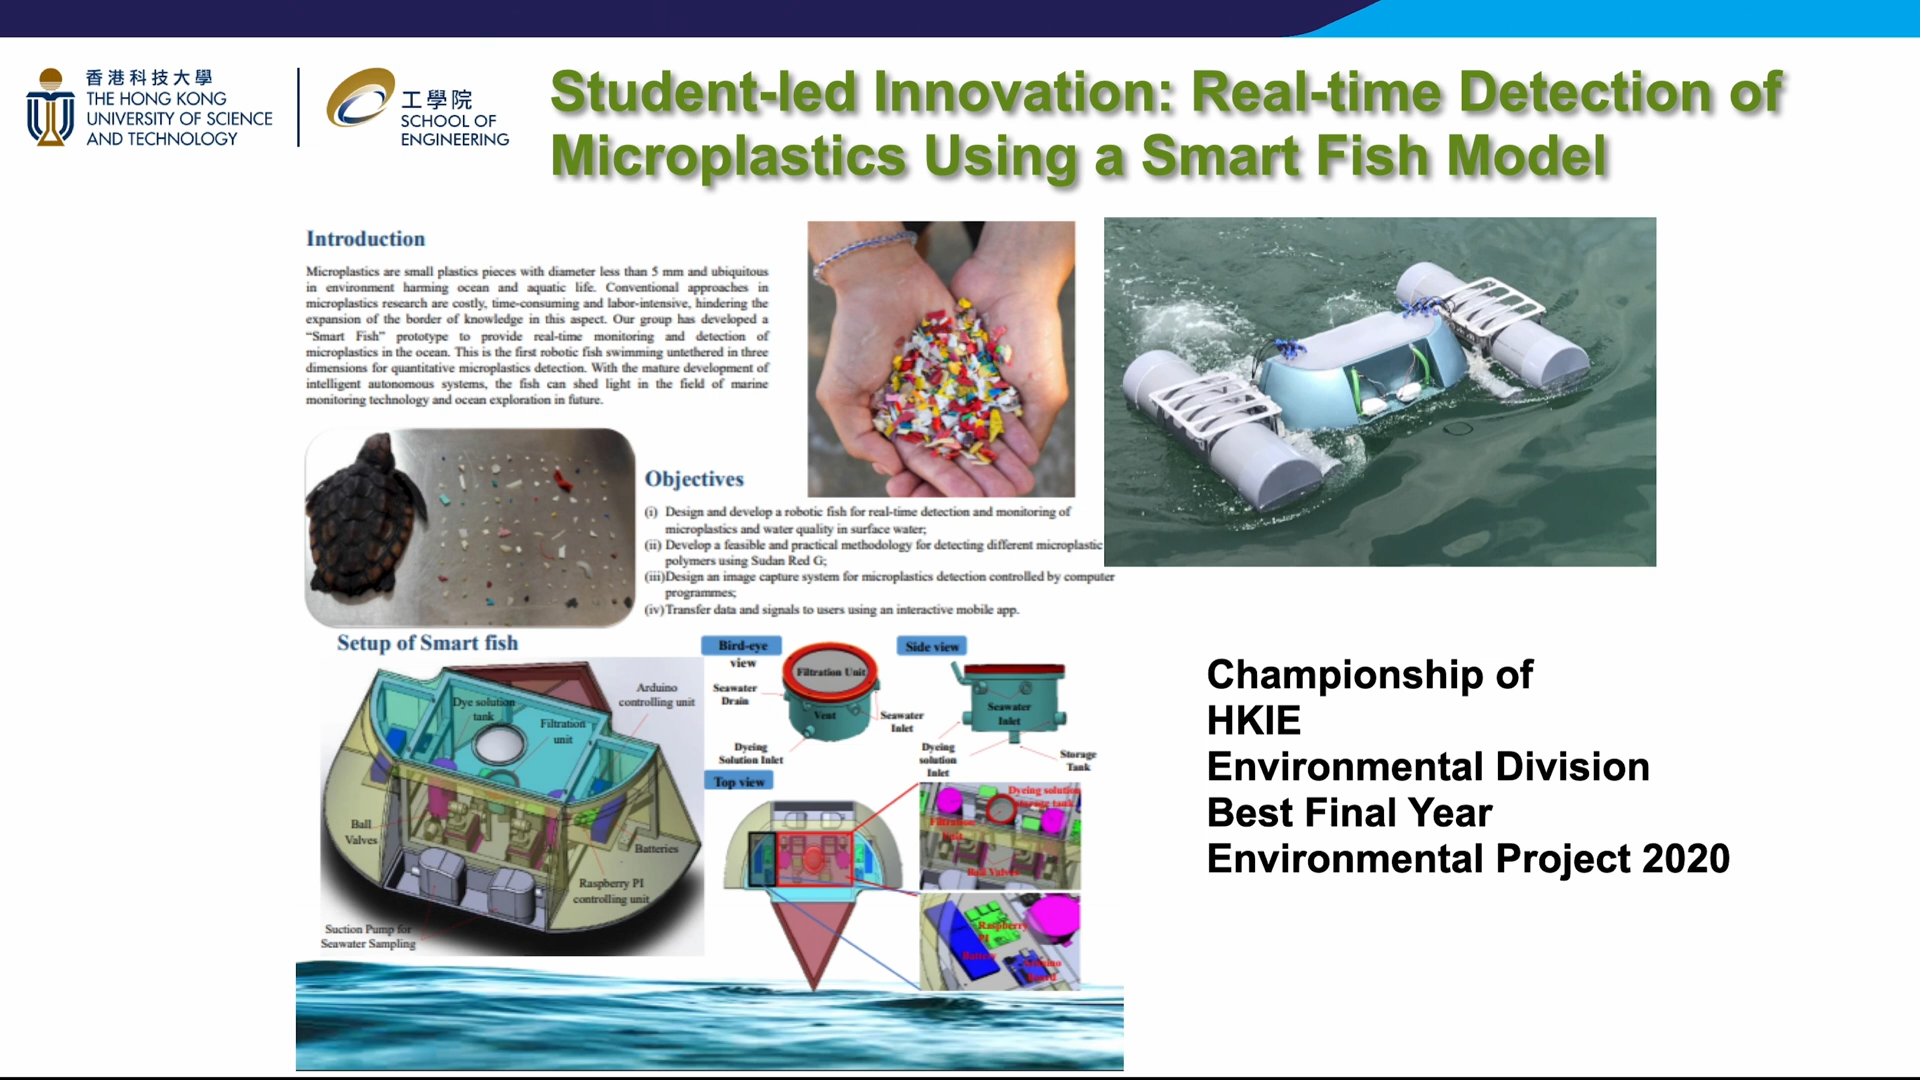 香港科技大學
THE HONG KONG
UNIVERSITY OF SCIENCE
AND TECHNOLOGY
工學院
SCHOOL OF
ENGINEERING
Student-led Innovation: Real-time Detection of
Microplastics Using a Smart Fish Model
Introduction
Microplastics are small plastics pieces with diameter less than 5 mm and ubiquitous
in environment harming ocean and aquatic life. Conventional approaches in
microplastics research are costly, time-consuming and labor-intensive, hindering the
expansion of the border of knowledge in this aspect. Our group has developed a
“Smart Fish” prototype to provide real-time monitoring and detection of
microplastics in the ocean. This is the first robotic fish swimming untethered in three
dimensions for quantitative microplastics detection. With the mature development of
intelligent autonomous systems, the fish can shed light in the field of marine
monitoring technology and ocean exploration in future.
Objectives
(i) Design and develop a robotic fish for real-time detection and monitoring of
microplastics and water quality in surface water;
(ii) Develop a feasible and practical methodology for detecting different microplastic
polymers using Sudan Red G;
(iii)Design an image capture system for microplastics detection controlled by computer
programmes;
(iv)Transfer data and signals to users using an interactive mobile app.
Setup of Smart fish
Dye solution
tank
Filtration
unit
Arduino
controlling unit
Ball
Valves
Batteries
Raspberry PI
controlling unit
Suction Pump for
Seawater Sampling
Bird-eye
view
Filtration Unit
Seawater
Drain
Vent
Seawater
Inlet
Dyeing
Solution Inlet
Side view
Seawater
Inlet
Dyeing
solution
Inlet
Storage
Tank
Top view
Dyeing solution
storage tank
Filtration
Unit
Ball Valves
Raspberry
PI
Battery
Arduino
Board
Championship of
HKIE
Environmental Division
Best Final Year
Environmental Project 2020